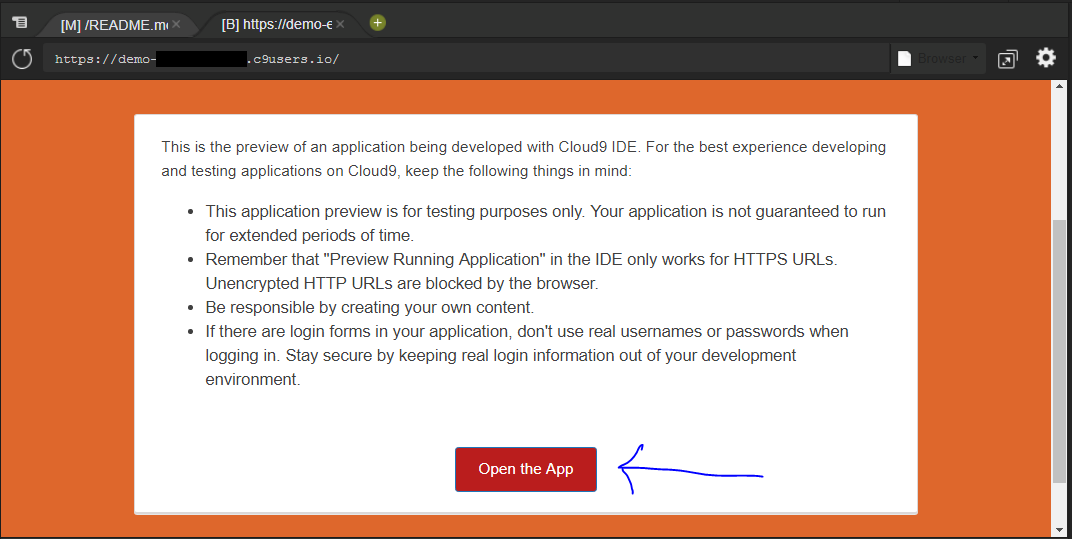 [M] /README.m
[B] https://demo-e
https://demo-
.c9users.io/
Browser
This is the preview of an application being developed with Cloud9 IDE. For the best experience developing
and testing applications on Cloud9, keep the following things in mind:
• This application preview is for testing purposes only. Your application is not guaranteed to run
for extended periods of time.
• Remember that "Preview Running Application" in the IDE only works for HTTPS URLs.
Unencrypted HTTP URLs are blocked by the browser.
• Be responsible by creating your own content.
• If there are login forms in your application, don't use real usernames or passwords when
logging in. Stay secure by keeping real login information out of your development
environment.
Open the App